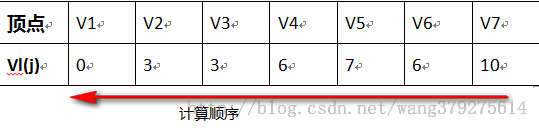 顶点 V1 V2 V3 V4 V5 V6 V7
Vl(j) 0 3 3 6 7 6 10
计算顺序
http://blog.csdn.net/wang379275614